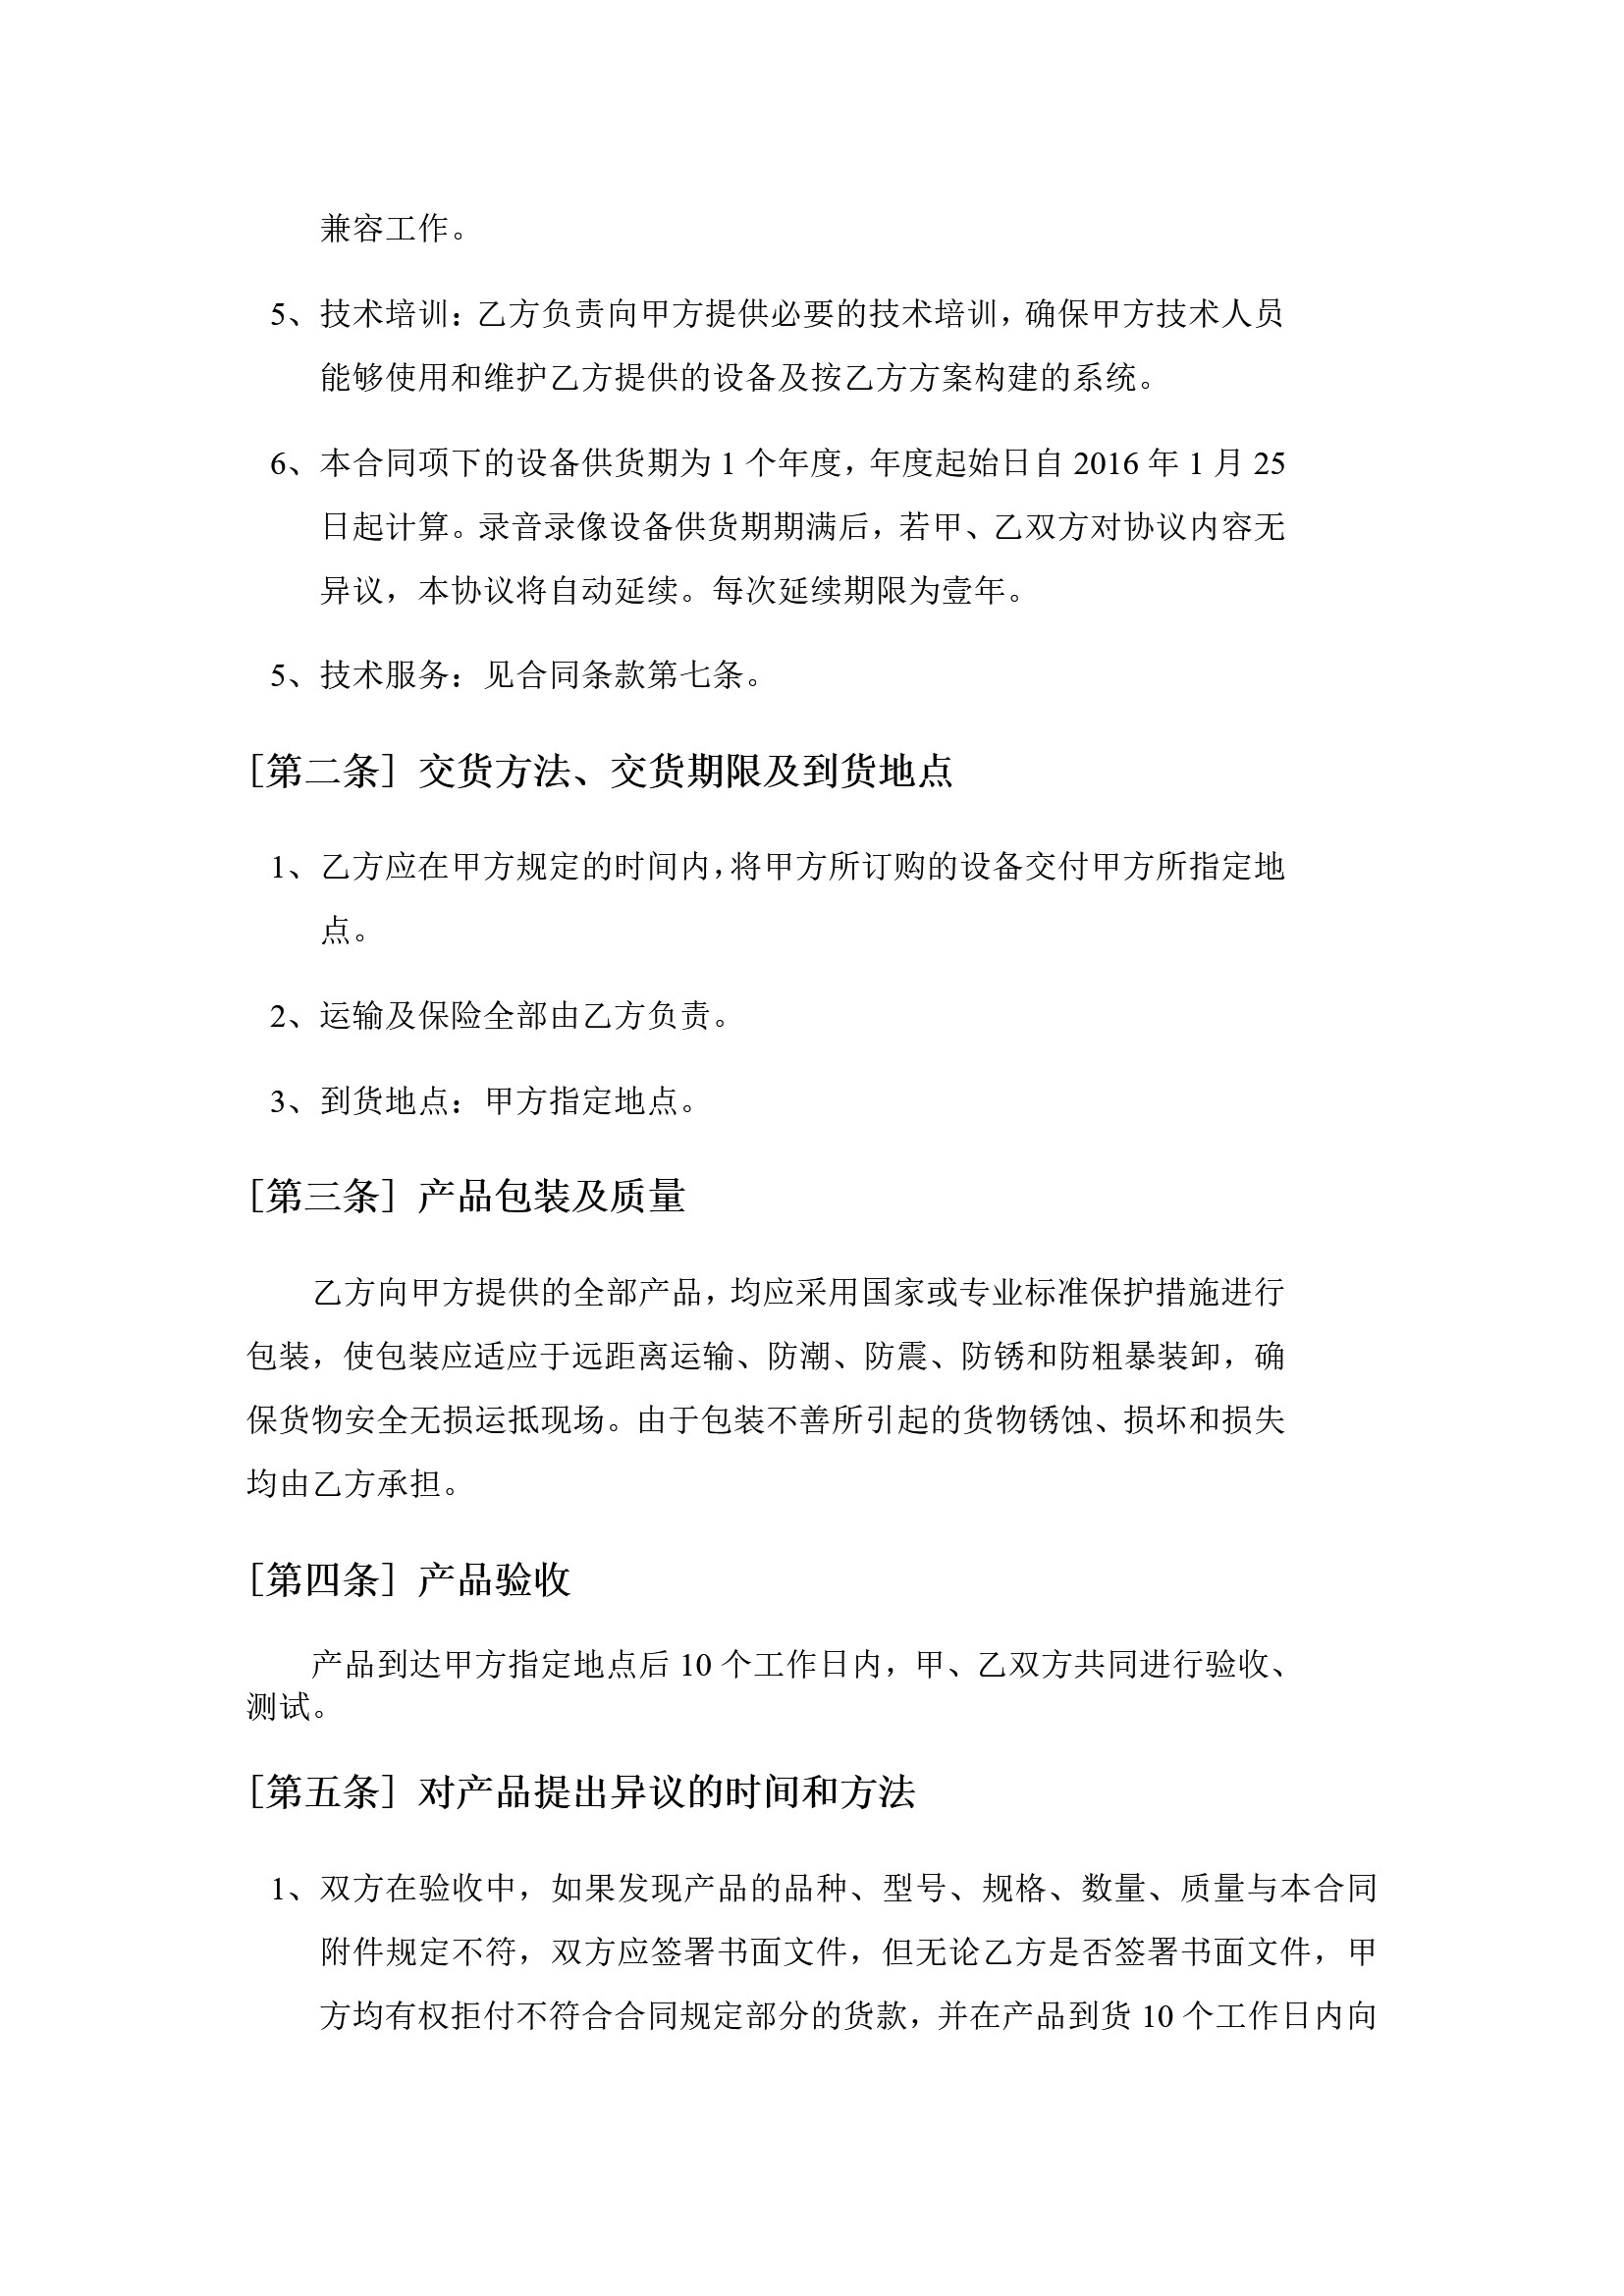 兼容工作。
5、技术培训：乙方负责向甲方提供必要的技术培训，确保甲方技术人员
能够使用和维护乙方提供的设备及按乙方方案构建的系统。
6、本合同项下的设备供货期为 1 个年度，年度起始日自 2016 年 1 月 25
日起计算。录音录像设备供货期期满后，若甲、乙双方对协议内容无
异议，本协议将自动延续。每次延续期限为壹年。
5、技术服务：见合同条款第七条。
［第二条］交货方法、交货期限及到货地点
1、乙方应在甲方规定的时间内，将甲方所订购的设备交付甲方所指定地
点。
2、运输及保险全部由乙方负责。
3、到货地点：甲方指定地点。
［第三条］产品包装及质量
乙方向甲方提供的全部产品，均应采用国家或专业标准保护措施进行
包装，使包装应适应于远距离运输、防潮、防震、防锈和防粗暴装卸，确
保货物安全无损运抵现场。由于包装不善所引起的货物锈蚀、损坏和损失
均由乙方承担。
［第四条］产品验收
产品到达甲方指定地点后 10 个工作日内，甲、乙双方共同进行验收、
测试。
［第五条］对产品提出异议的时间和方法
1、双方在验收中，如果发现产品的品种、型号、规格、数量、质量与本合同
附件规定不符，双方应签署书面文件，但无论乙方是否签署书面文件，甲
方均有权拒付不符合合同规定部分的货款，并在产品到货 10 个工作日内向